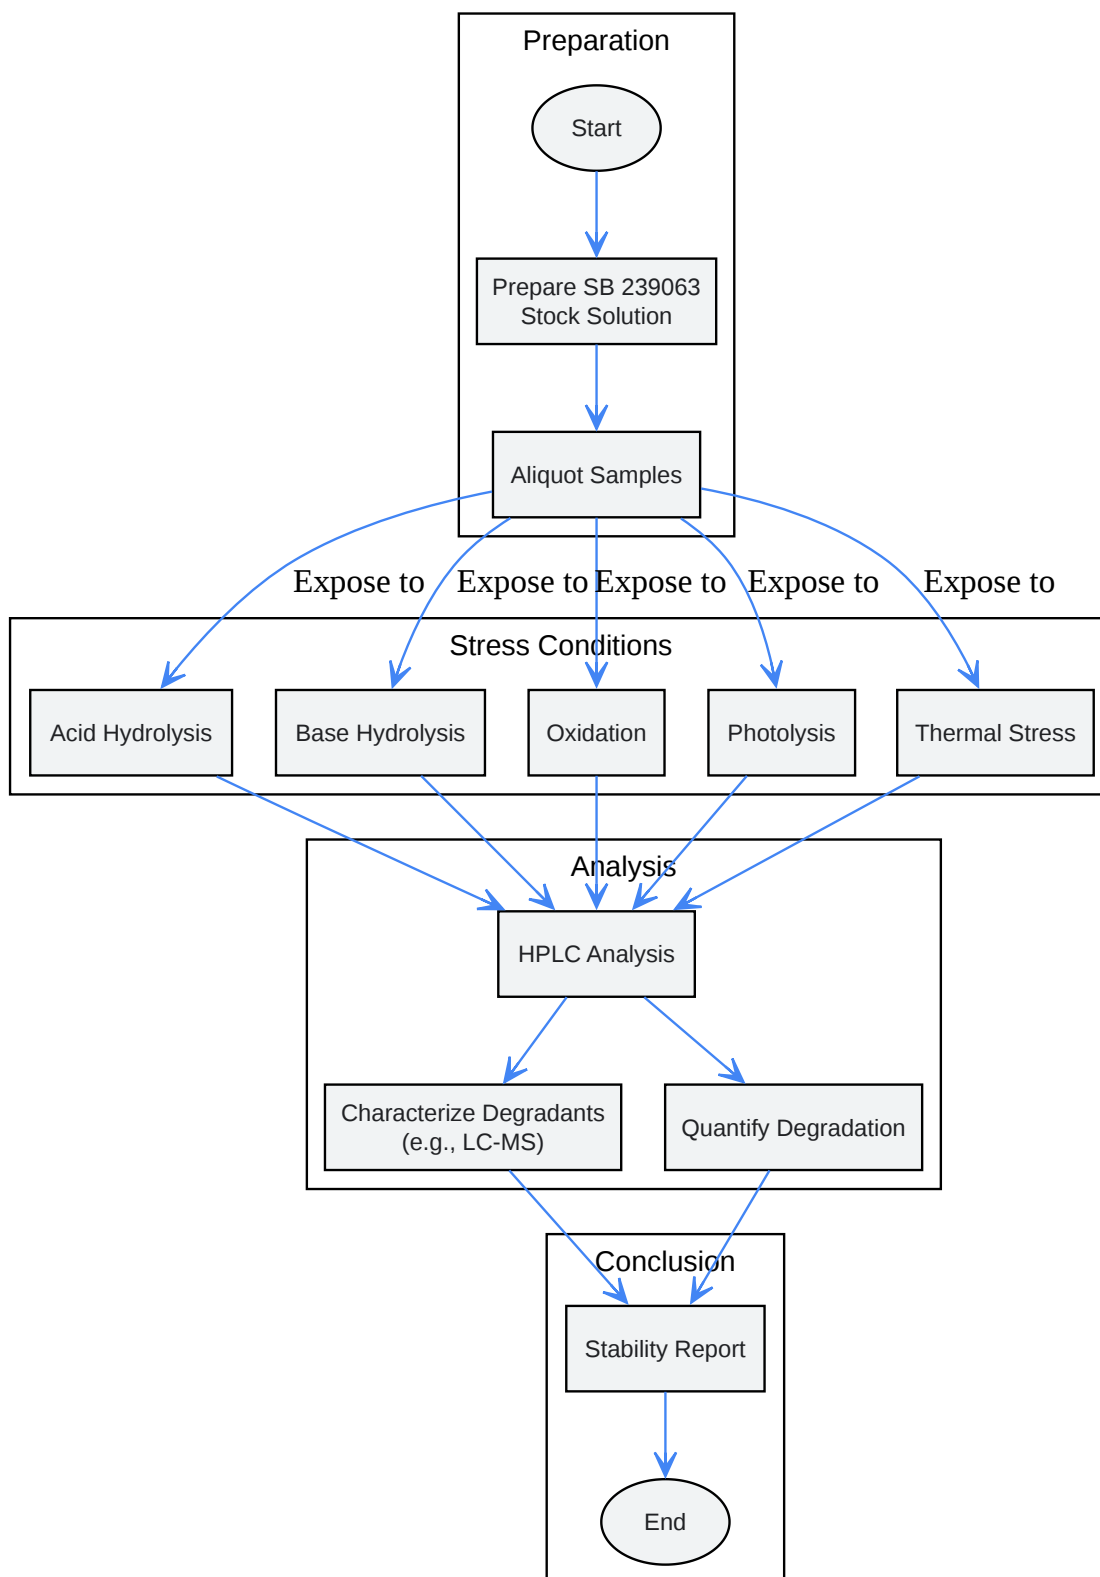 Preparation
Start
Prepare SB 239063
Stock Solution
Aliquot Samples
Expose to
Expose to
Expose to
Expose to
Expose to
Stress Conditions
Acid Hydrolysis
Base Hydrolysis
Oxidation
Photolysis
Thermal Stress
Analysis
HPLC Analysis
Characterize Degradants
(e.g., LC-MS)
Quantify Degradation
Conclusion
Stability Report
End